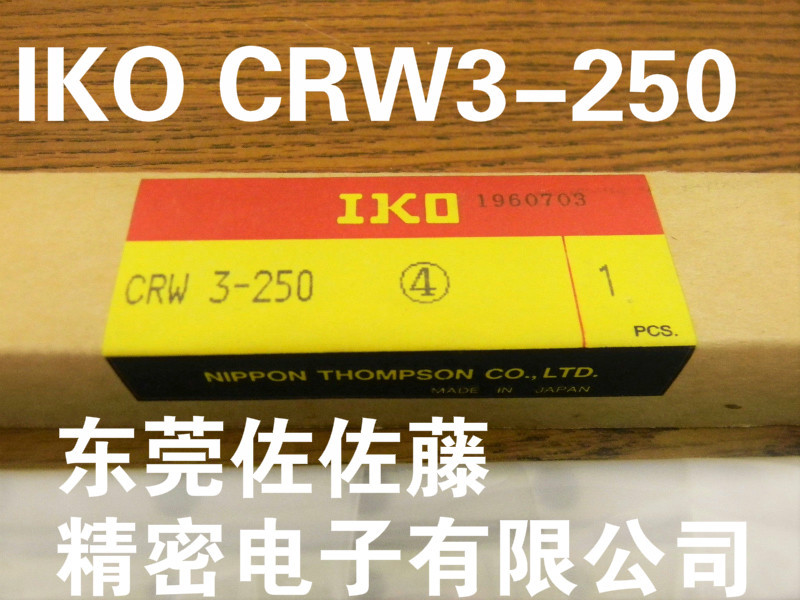 IKO CRW3-250
IKO 1960703
CRW 3-250 ④ 1
PCS.
NIPPON THOMPSON CO., LTD.
MADE IN JAPAN
东莞佐佐藤
精密电子有限公司